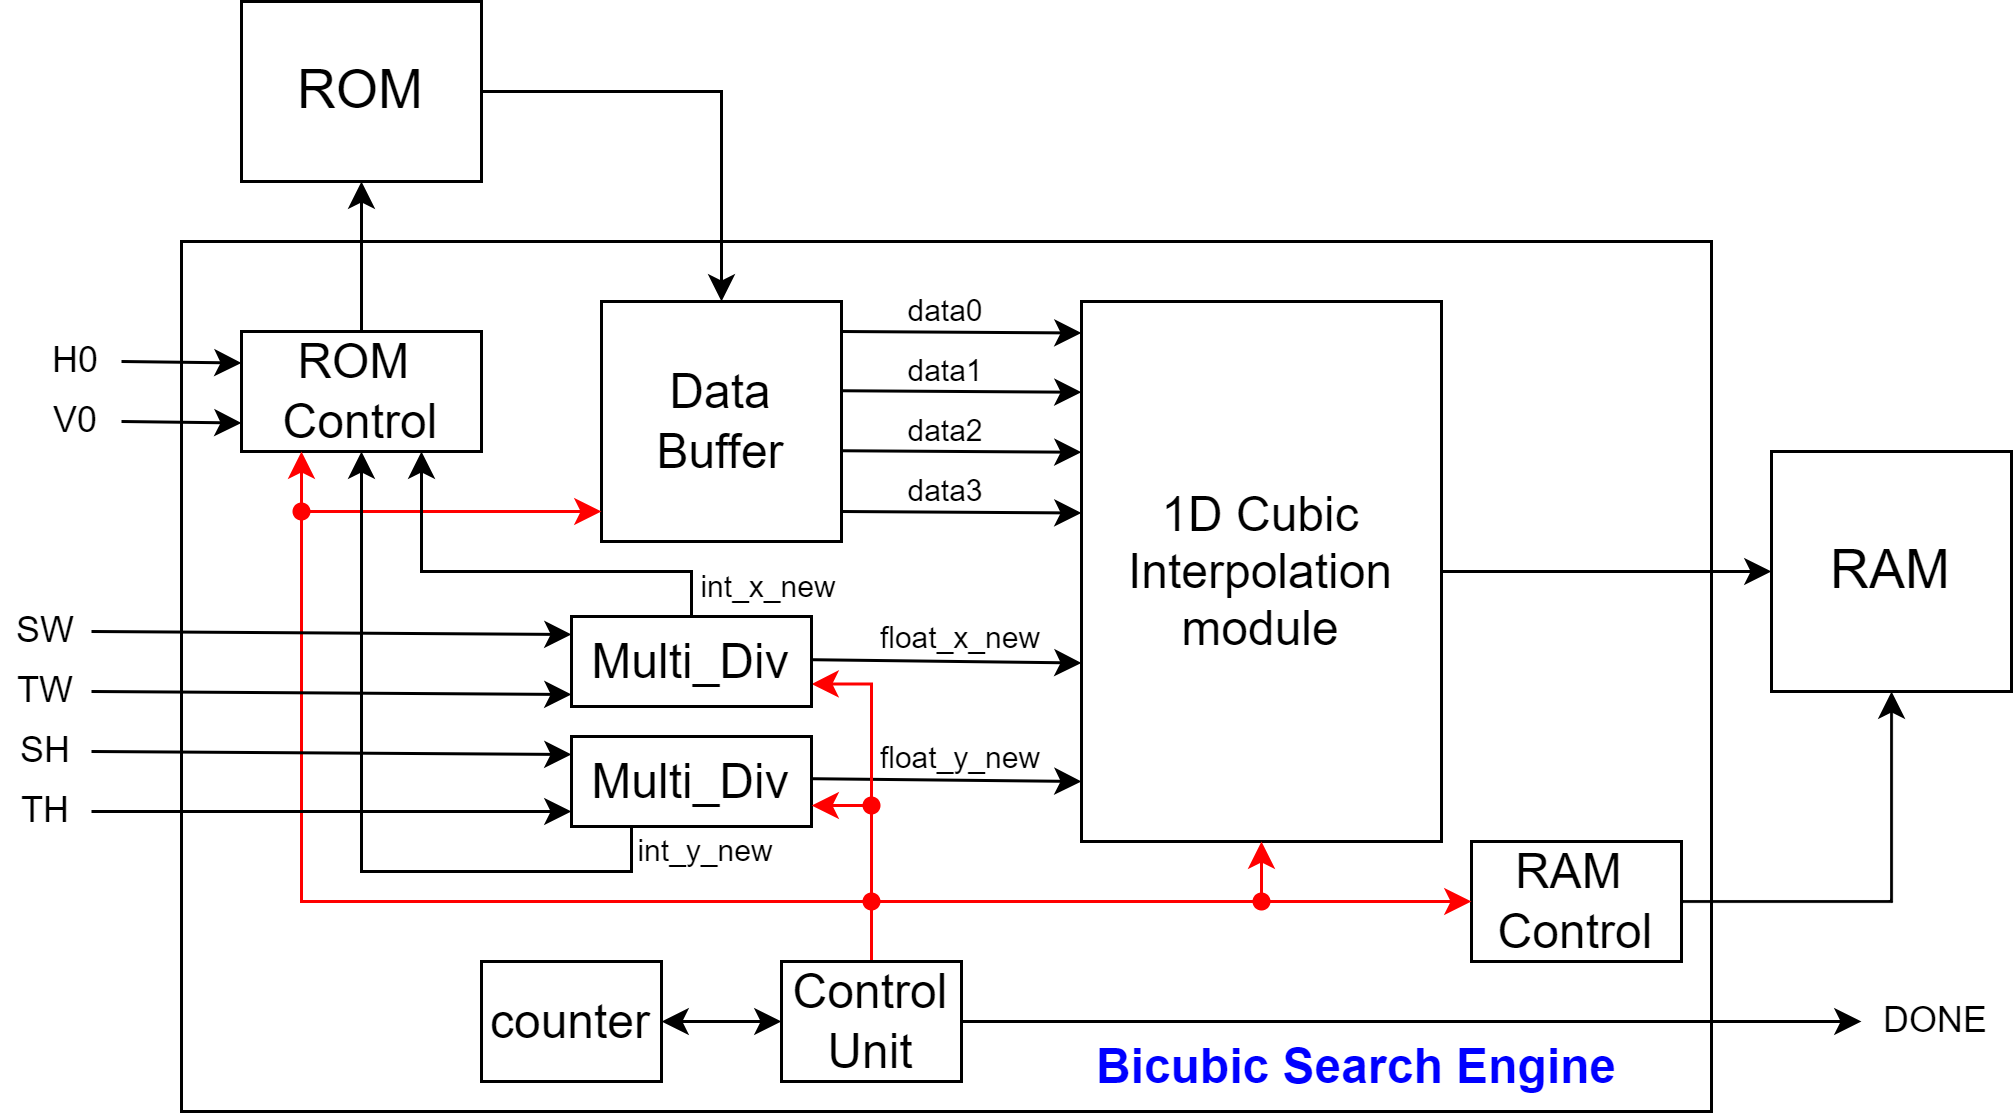 ROM
H0
V0
ROM
Control
Data
Buffer
data0
data1
data2
data3
1D Cubic
Interpolation
module
RAM
SW
TW
SH
TH
int_x_new
Multi_Div
float_x_new
Multi_Div
float_y_new
int_y_new
RAM
Control
counter
Control
Unit
DONE
Bicubic Search Engine